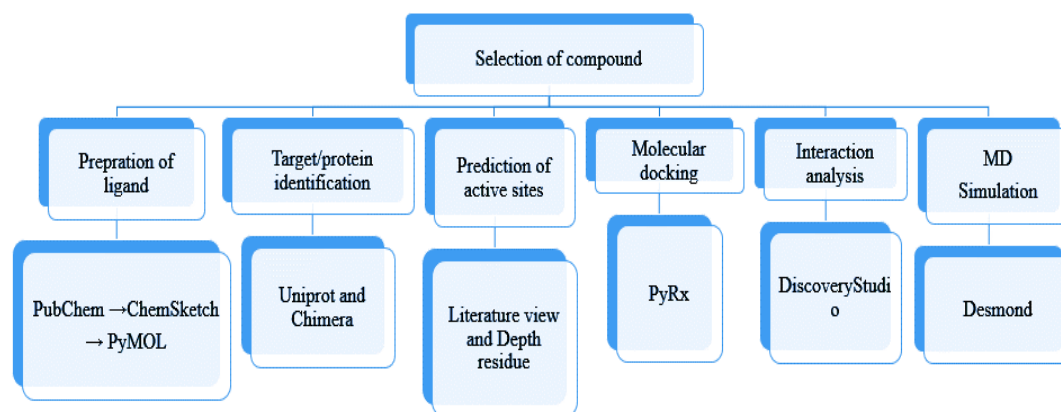 Selection of compound
Prepration of
ligand
Target/protein
identification
Prediction of
active sites
Molecular
docking
Interaction
analysis
MD
Simulation
PubChem →ChemSketch
→ PyMOL
Uniprot and
Chimera
Literature view
and Depth
residue
PyRx
DiscoveryStudi
o
Desmond